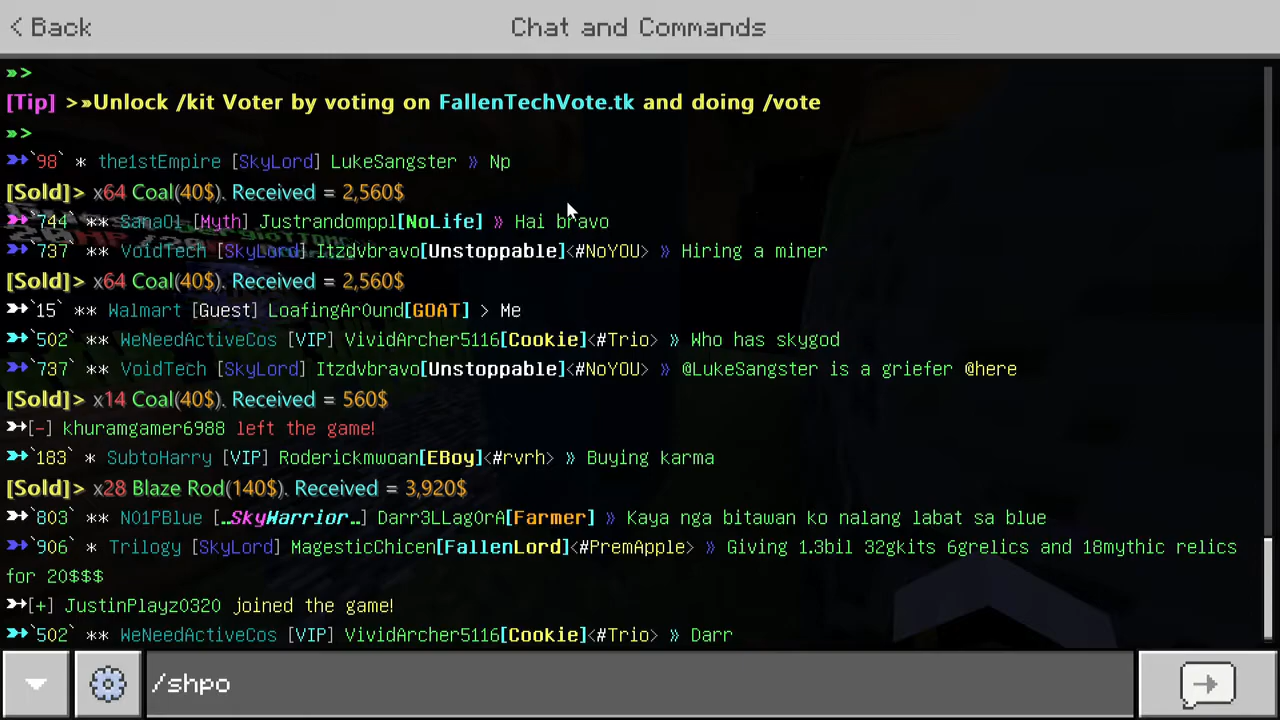 < Back
Chat and Commands
»>
[Tip] >»Unlock /kit Voter by voting on FallenTechVote.tk and doing /vote
»>
➳`98` * the1stEmpire [SkyLord] LukeSangster » Np
[Sold]> x64 Coal(40$). Received = 2,560$
➳`744` ** SanaOl [Myth] Justrandomppl[NoLife] » Hai bravo
➳`737` ** VoidTech [SkyLord] Itzdvbravo[Unstoppable]<#NoYOU> » Hiring a miner
[Sold]> x64 Coal(40$). Received = 2,560$
➳`15` ** Walmart [Guest] LoafingAr0und[GOAT] > Me
➳`502` ** WeNeedActiveCos [VIP] VividArcher5116[Cookie]<#Trio> » Who has skygod
➳`737` ** VoidTech [SkyLord] Itzdvbravo[Unstoppable]<#NoYOU> » @LukeSangster is a griefer @here
[Sold]> x14 Coal(40$). Received = 560$
➳[-] khuramgamer6988 left the game!
➳`183` * SubtoHarry [VIP] Roderickmwoan[EBoy]<#rvrh> » Buying karma
[Sold]> x28 Blaze Rod(140$). Received = 3,920$
➳`803` ** NO1PBlue [..SkyWarrior..] Darr3LLag0rA[Farmer] » Kaya nga bitawan ko nalang labat sa blue
➳`906` * Trilogy [SkyLord] MagesticChicen[FallenLord]<#PremApple> » Giving 1.3bil 32gkits 6grelics and 18mythic relics
for 20$$$
➳[+] JustinPlayz0320 joined the game!
➳`502` ** WeNeedActiveCos [VIP] VividArcher5116[Cookie]<#Trio> » Darr
/shpo